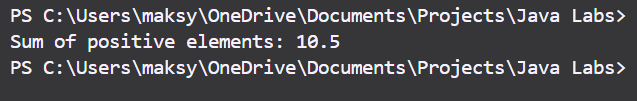 PS C:\Users\maksy\OneDrive\Documents\Projects\Java Labs>
Sum of positive elements: 10.5
PS C:\Users\maksy\OneDrive\Documents\Projects\Java Labs>